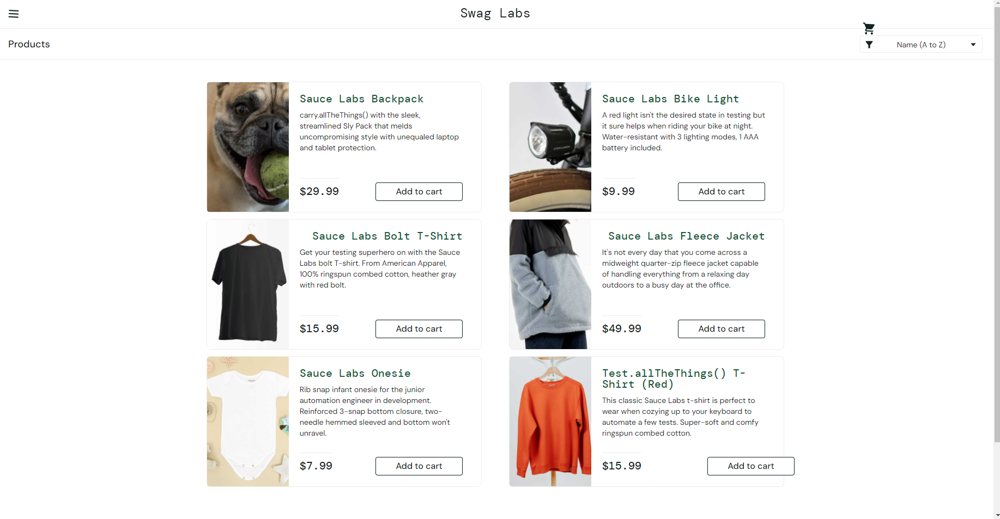 Swag Labs
Products
Name (A to Z)
Sauce Labs Backpack
carry.allTheThings() with the sleek,
streamlined Sly Pack that melds
uncompromising style with unequaled laptop
and tablet protection.
$29.99
Add to cart
Sauce Labs Bike Light
A red light isn't the desired state in testing but
it sure helps when riding your bike at night.
Water-resistant with 3 lighting modes, 1 AAA
battery included.
$9.99
Add to cart
Sauce Labs Bolt T-Shirt
Get your testing superhero on with the Sauce
Labs bolt T-shirt. From American Apparel,
100% ringspun combed cotton, heather gray
with red bolt.
$15.99
Add to cart
Sauce Labs Fleece Jacket
It's not every day that you come across a
midweight quarter-zip fleece jacket capable
of handling everything from a relaxing day
outdoors to a busy day at the office.
$49.99
Add to cart
Sauce Labs Onesie
Rib snap infant onesie for the junior
automation engineer in development.
Reinforced 3-snap bottom closure, two-
needle hemmed sleeved and bottom won't
unravel.
$7.99
Add to cart
Test.allTheThings() T-
Shirt (Red)
This classic Sauce Labs t-shirt is perfect to
wear when cozying up to your keyboard to
automate a few tests. Super-soft and comfy
ringspun combed cotton.
$15.99
Add to cart